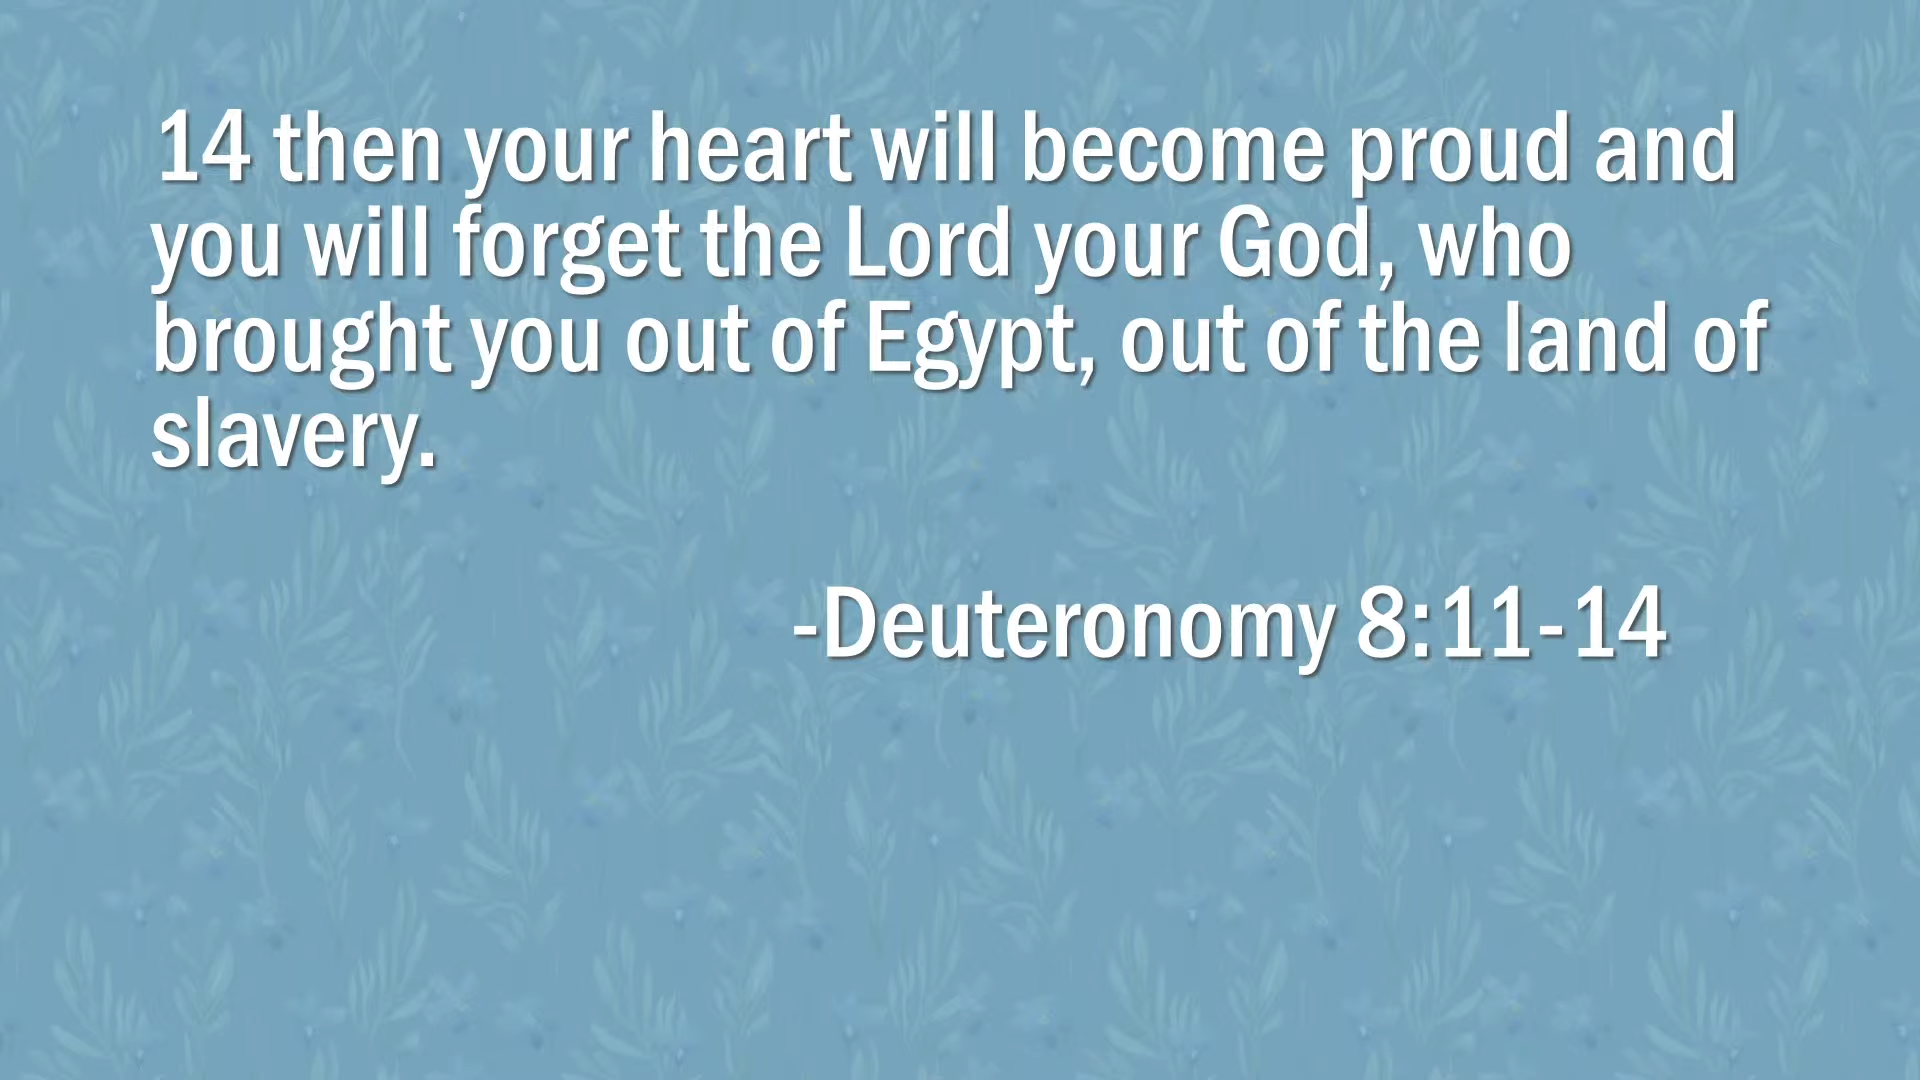 14 then your heart will become proud and
you will forget the Lord your God, who
brought you out of Egypt, out of the land of
slavery.
-Deuteronomy 8:11-14